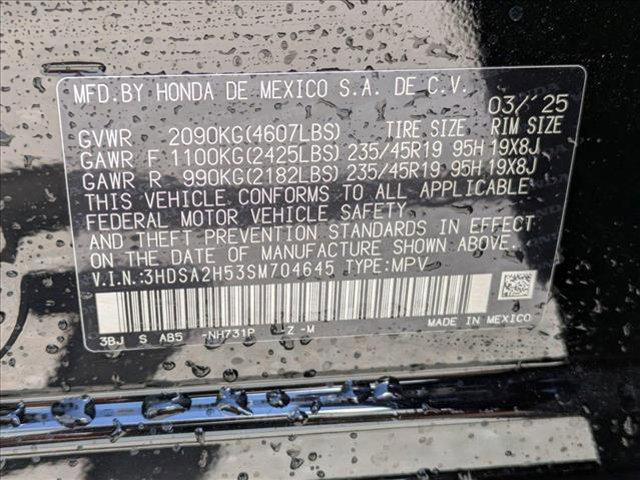 MFD.BY HONDA DE MEXICO S.A. DE C.V. 03/'25
GVWR 2090KG(4607LBS) TIRE SIZE RIM SIZE
GAWR F 1100KG(2425LBS) 235/45R19 95H 19X8J
GAWR R 990KG(2182LBS) 235/45R19 95H 19X8J
THIS VEHICLE CONFORMS TO ALL APPLICABLE
FEDERAL MOTOR VEHICLE SAFETY
AND THEFT PREVENTION STANDARDS IN EFFECT
ON THE DATE OF MANUFACTURE SHOWN ABOVE.
V.I.N.:3HDSA2H53SM704645 TYPE:MPV
3BJ S AB5 -NH731P Z -M MADE IN MEXICO